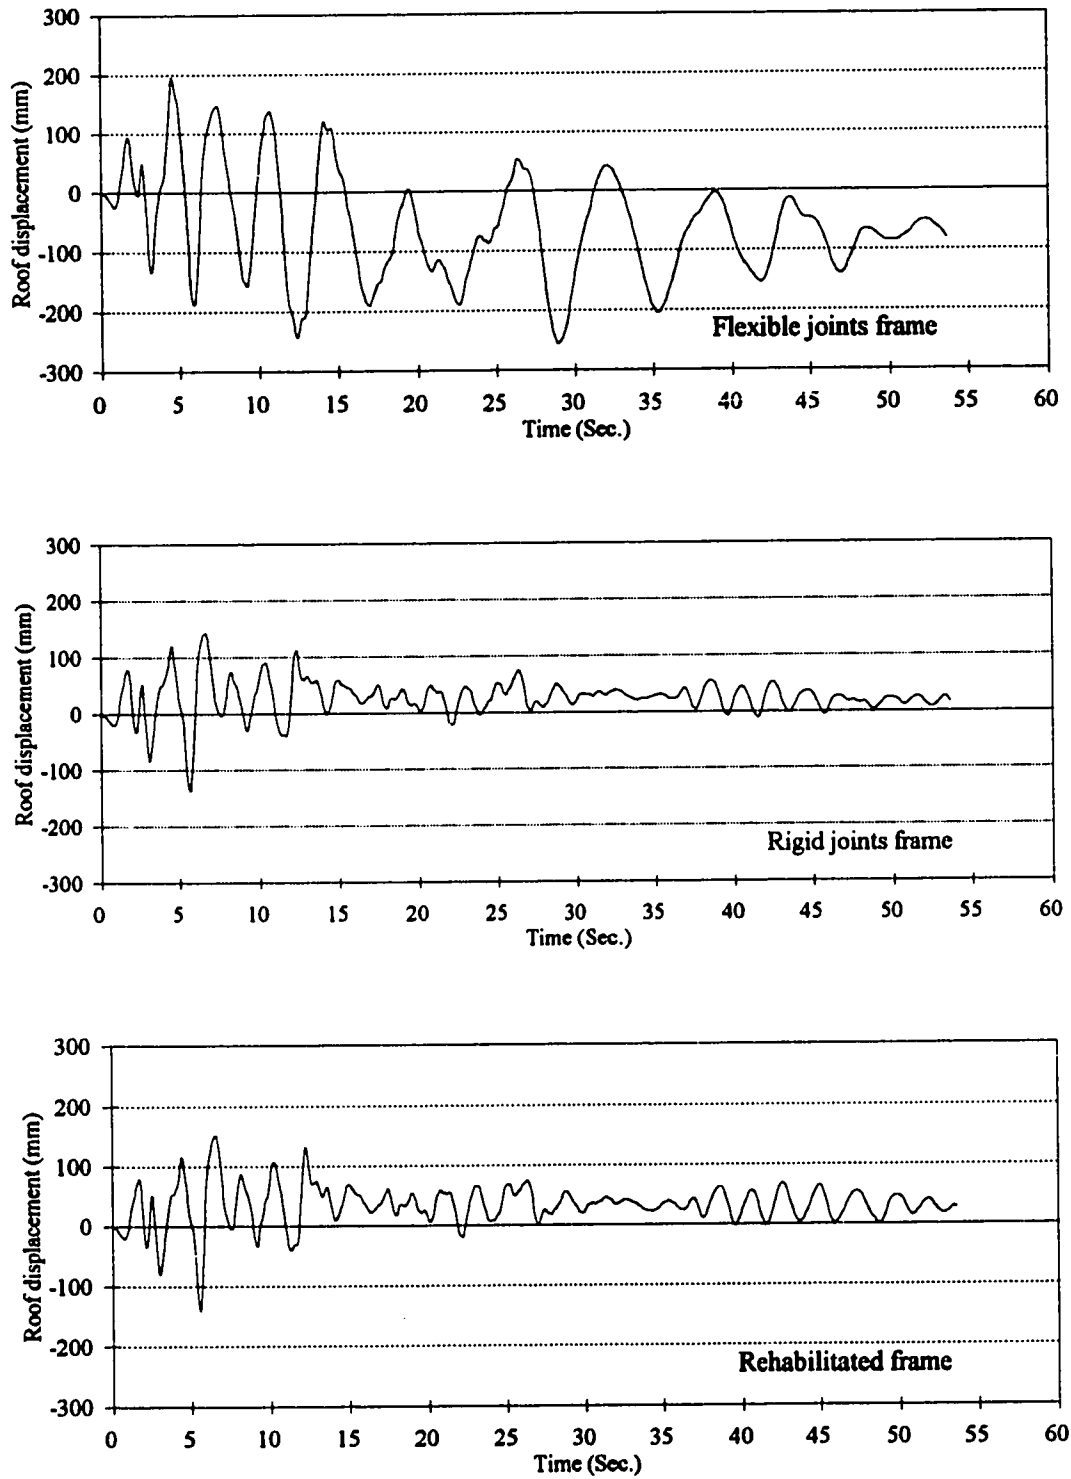 300
200
100
0
-100
-200
-300
Roof displacement (mm)
Flexible joints frame
0 5 10 15 20 25 30 35 40 45 50 55 60
Time (Sec.)
300
200
100
0
-100
-200
-300
Roof displacement (mm)
Rigid joints frame
0 5 10 15 20 25 30 35 40 45 50 55 60
Time (Sec.)
300
200
100
0
-100
-200
-300
Roof displacement (mm)
Rehabilitated frame
0 5 10 15 20 25 30 35 40 45 50 55 60
Time (Sec.)